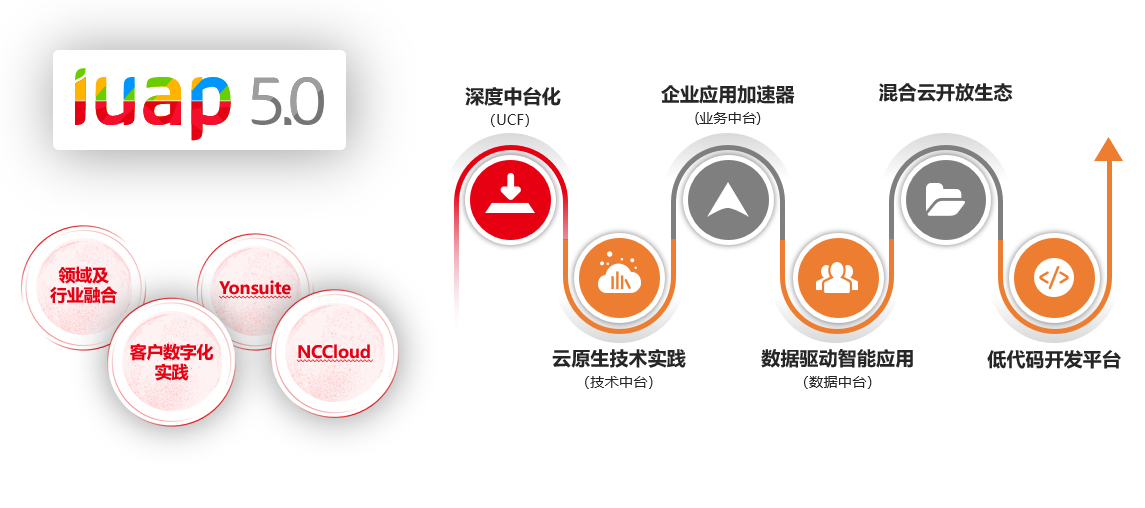 iuap 5.0
领域及
行业融合
Yonsuite
客户数字化
实践
NCCloud
深度中台化
（UCF）
云原生技术实践
（技术中台）
企业应用加速器
(业务中台)
数据驱动智能应用
（数据中台）
混合云开放生态
低代码开发平台